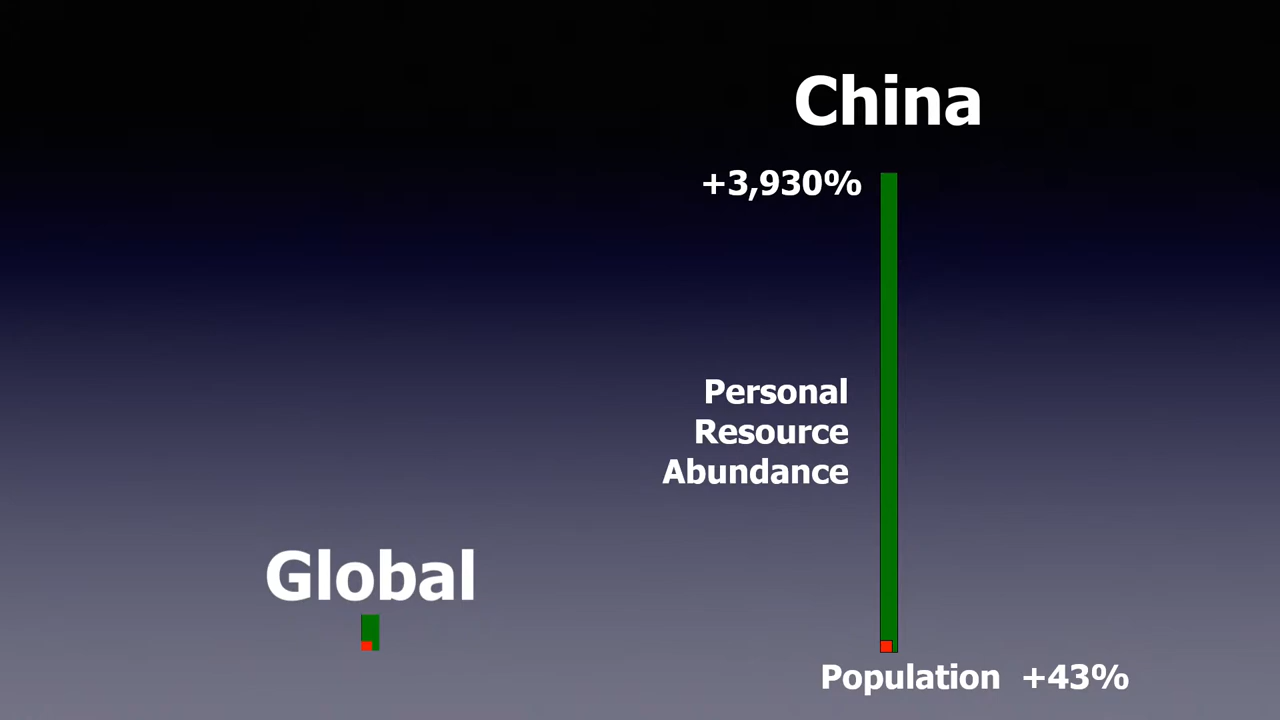 China
+3,930%
Personal
Resource
Abundance
Global
Population +43%